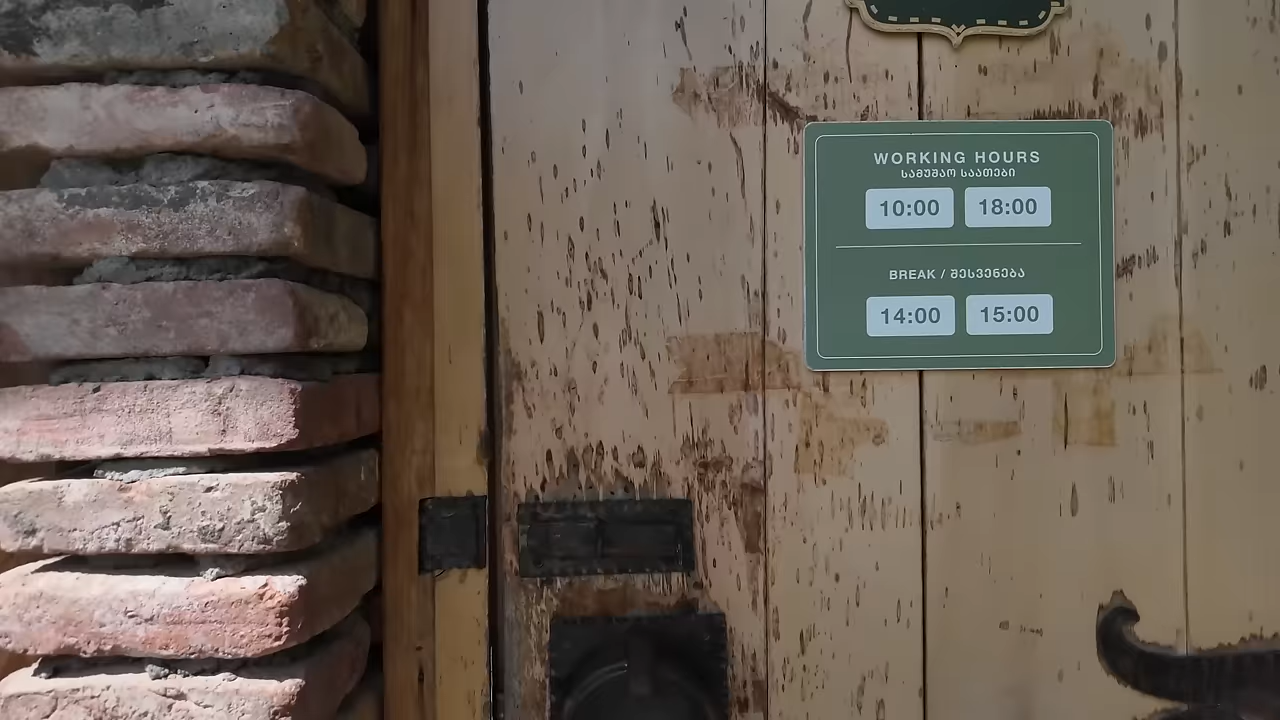 WORKING HOURS
ᲡᲐᲛᲣᲨᲐᲝ ᲡᲐᲐᲗᲔᲑᲘ
10:00 18:00
BREAK / ᲨᲔᲡᲕᲔᲜᲔᲑᲐ
14:00 15:00